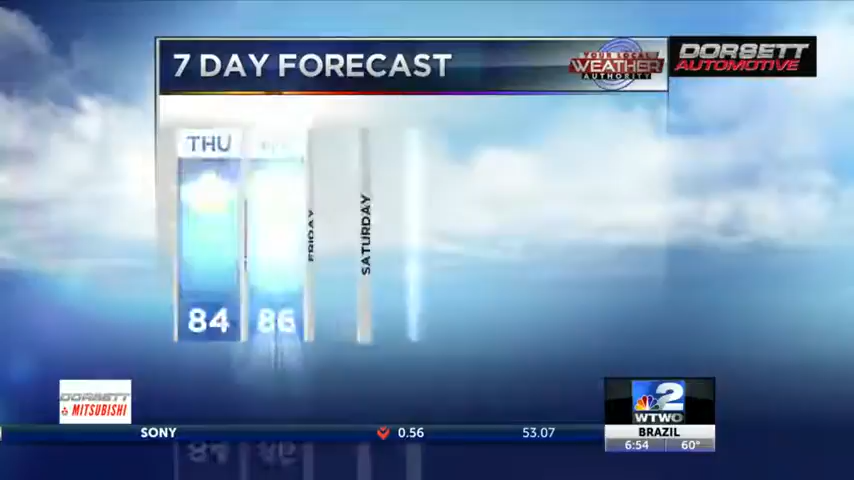 7 DAY FORECAST
YOUR LOCAL
WEATHER
AUTHORITY
DORSETT
AUTOMOTIVE
THU
FRIDAY
SATURDAY
84
86
DORSETT
MITSUBISHI
2
WTWO
SONY
0.56
53.07
BRAZIL
6:54
60°